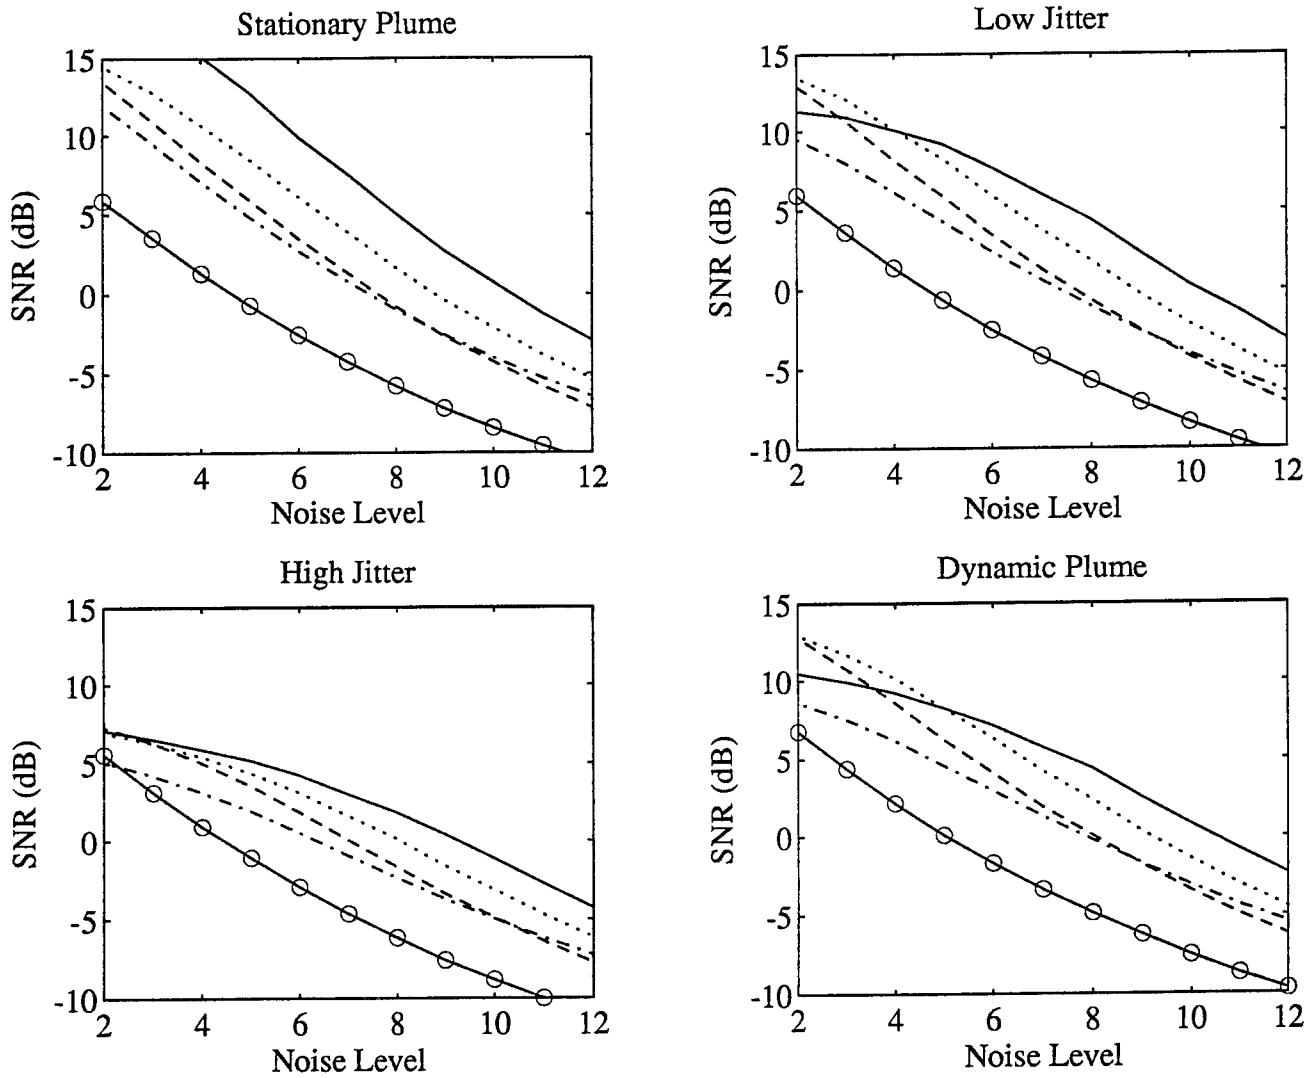 Stationary Plume
15
10
5
0
-5
-10
2 4 6 8 10 12
SNR (dB)
Noise Level
Low Jitter
15
10
5
0
-5
-10
2 4 6 8 10 12
SNR (dB)
Noise Level
High Jitter
15
10
5
0
-5
-10
2 4 6 8 10 12
SNR (dB)
Noise Level
Dynamic Plume
15
10
5
0
-5
-10
2 4 6 8 10 12
SNR (dB)
Noise Level